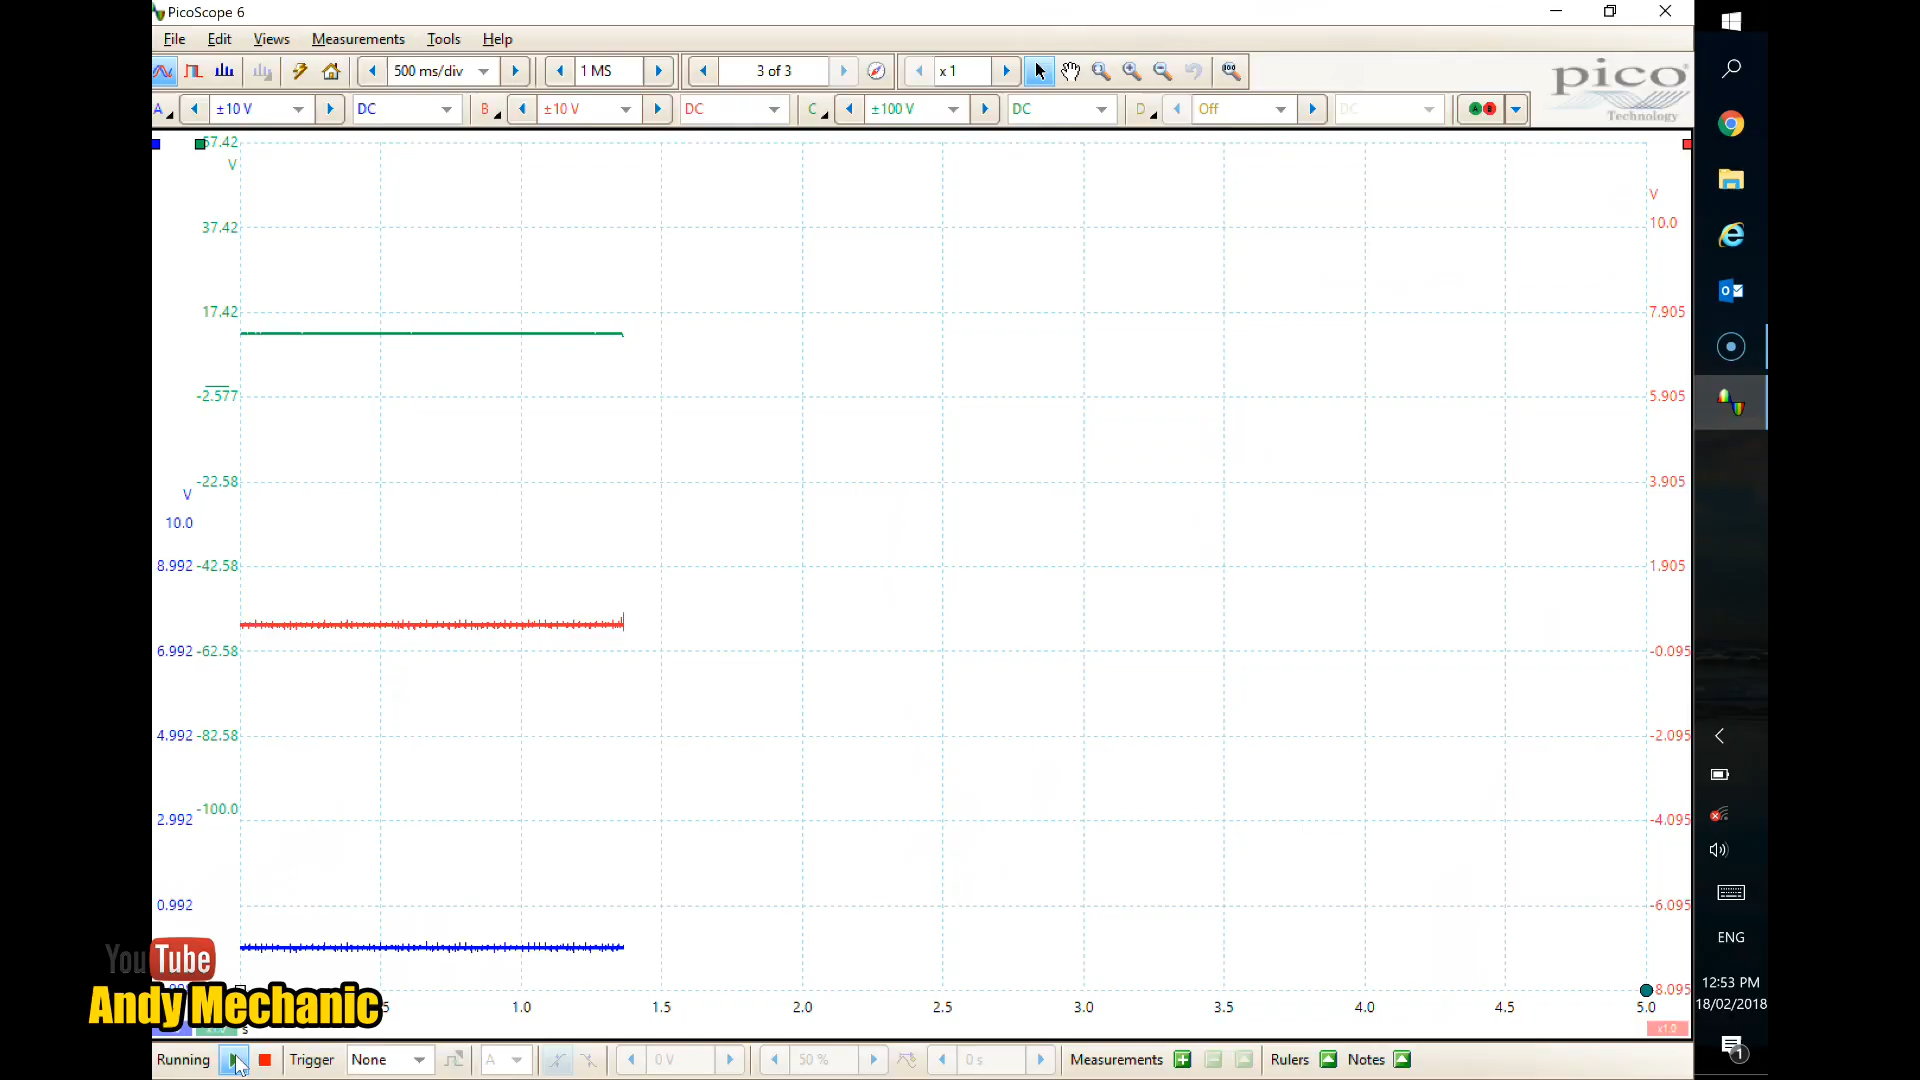 PicoScope 6
File Edit Views Measurements Tools Help
500 ms/div 1 MS 3 of 3 x 1
pico
Technology
A ±10 V DC B ±10 V DC C ±100 V DC D Off DC A B
57.42
V
37.42
17.42
-2.577
-22.58
-42.58
-62.58
-82.58
-100.0
V
10.0
8.992
6.992
4.992
2.992
0.992
V
10.0
7.905
5.905
3.905
1.905
-0.095
-2.095
-4.095
-6.095
-8.095
1.0 1.5 2.0 2.5 3.0 3.5 4.0 4.5 5.0
s
x1.0
YouTube
Andy Mechanic
Running Trigger None A 0 V 50 % 0 s Measurements Rulers Notes
ENG
12:53 PM
18/02/2018
1